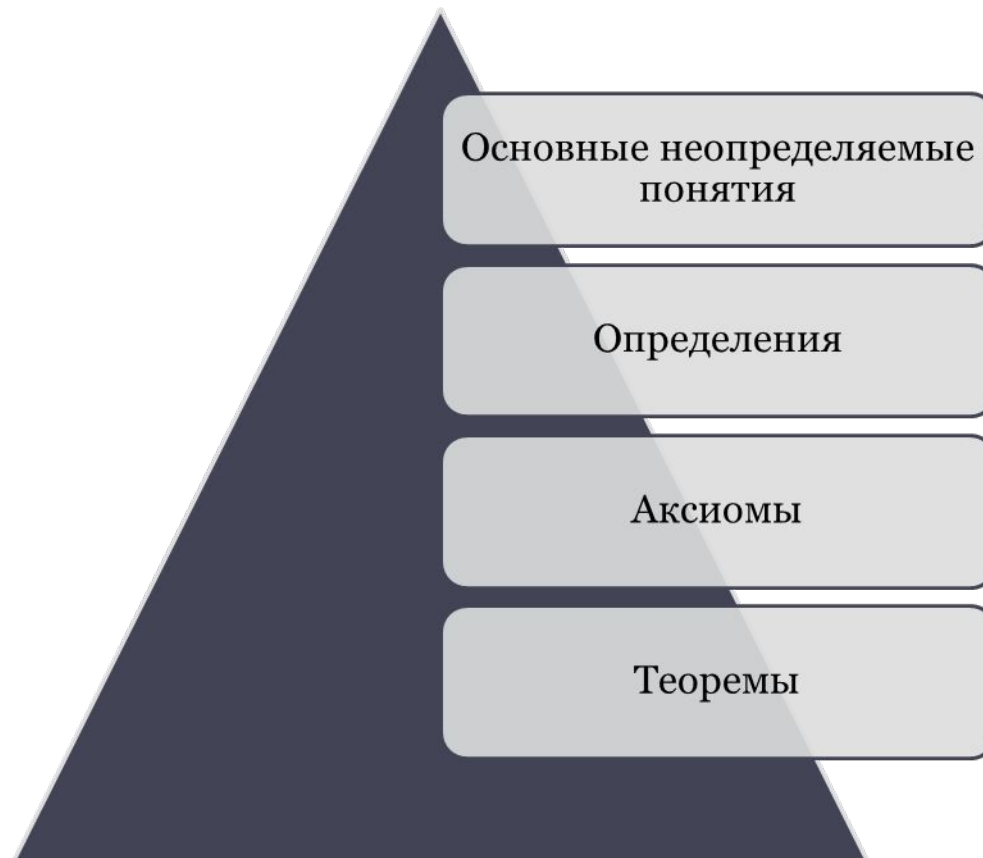 Основные неопределяемые
понятия
Определения
Аксиомы
Теоремы